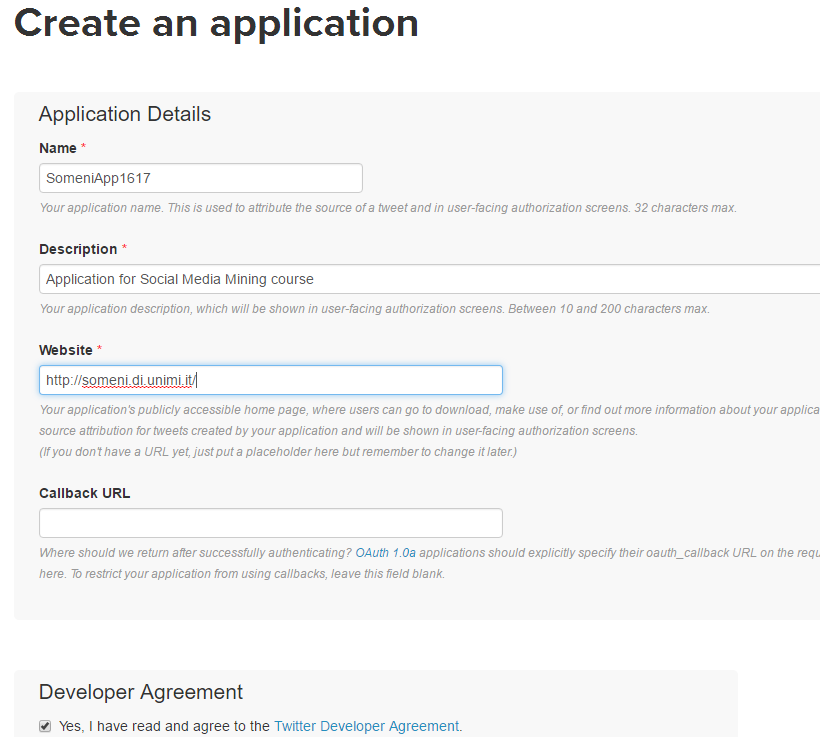 Create an application
Application Details
Name *
SomeniApp1617
Your application name. This is used to attribute the source of a tweet and in user-facing authorization screens. 32 characters max.
Description *
Application for Social Media Mining course
Your application description, which will be shown in user-facing authorization screens. Between 10 and 200 characters max.
Website *
http://someni.di.unimi.it/
Your application's publicly accessible home page, where users can go to download, make use of, or find out more information about your applica
source attribution for tweets created by your application and will be shown in user-facing authorization screens.
(If you don't have a URL yet, just put a placeholder here but remember to change it later.)
Callback URL
Where should we return after successfully authenticating? OAuth 1.0a applications should explicitly specify their oauth_callback URL on the requ
here. To restrict your application from using callbacks, leave this field blank.
Developer Agreement
Yes, I have read and agree to the Twitter Developer Agreement.